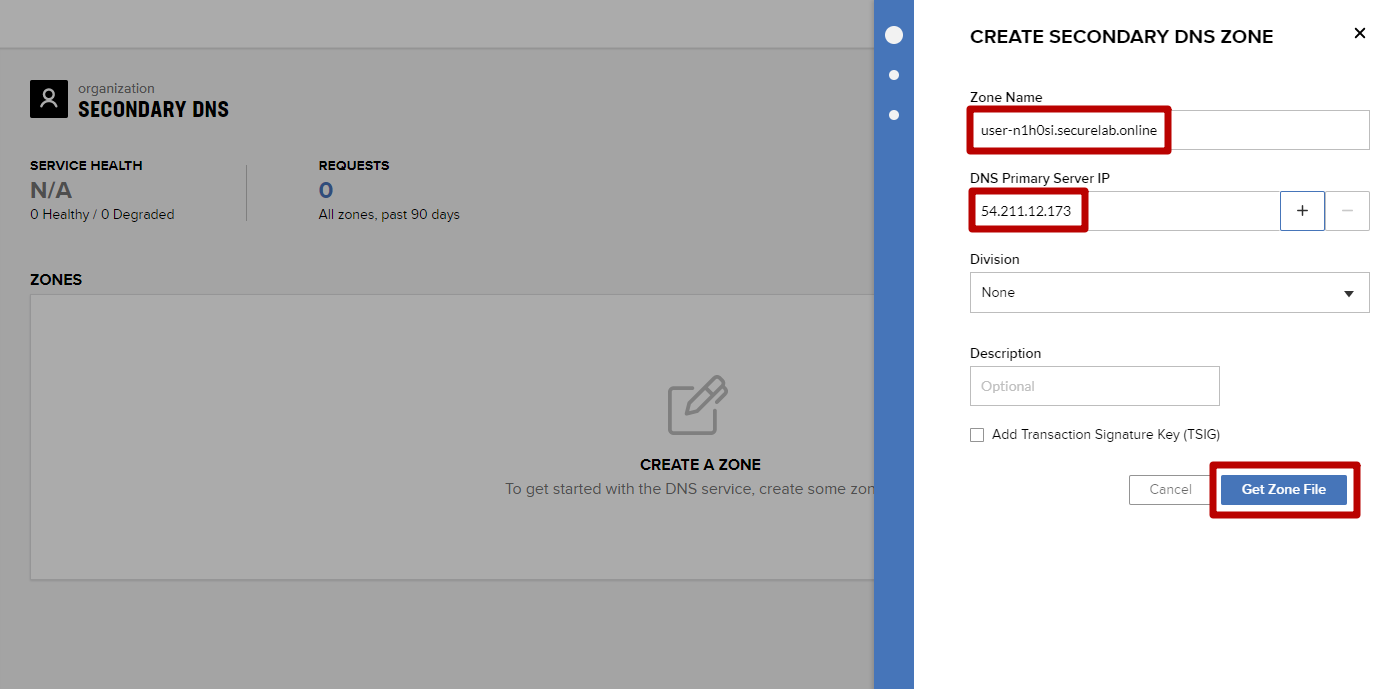 organization
SECONDARY DNS
SERVICE HEALTH
N/A
0 Healthy / 0 Degraded
REQUESTS
0
All zones, past 90 days
ZONES
CREATE A ZONE
To get started with the DNS service, create some zon
CREATE SECONDARY DNS ZONE
Zone Name
user-n1h0si.securelab.online
DNS Primary Server IP
54.211.12.173
Division
None
Description
Optional
Add Transaction Signature Key (TSIG)
Cancel
Get Zone File